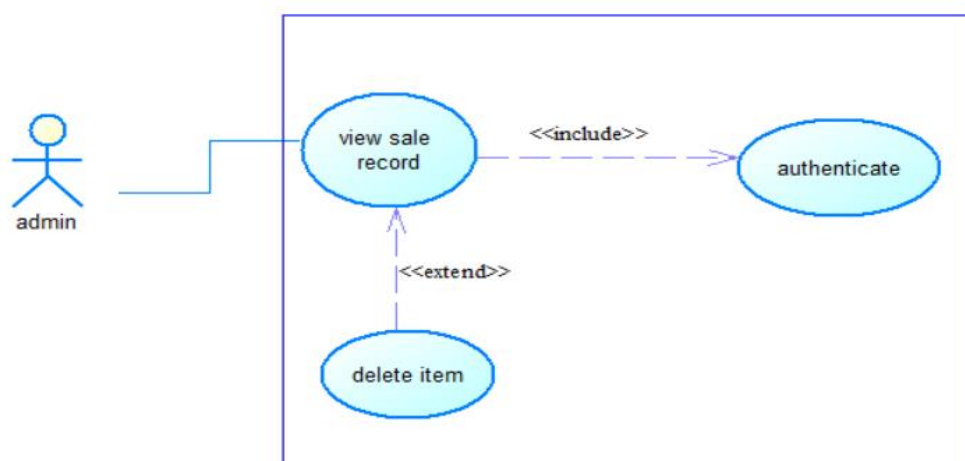 view sale
record
<<include>>
authenticate
admin
<<extend>>
delete item